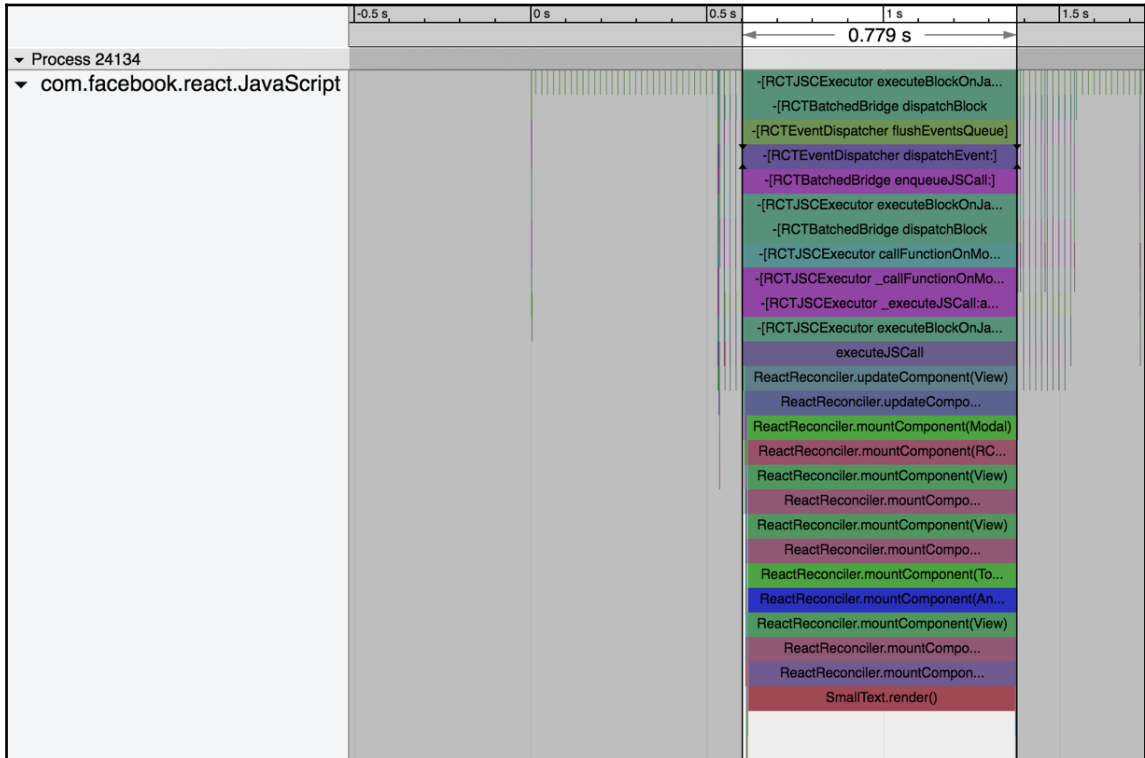 -0.5 s
0 s
0.5 s
1 s
1.5 s
0.779 s
Process 24134
com.facebook.react.JavaScript
-[RCTJSCExecutor executeBlockOnJa...
-[RCTBatchedBridge dispatchBlock
-[RCTEventDispatcher flushEventsQueue]
-[RCTEventDispatcher dispatchEvent:]
-[RCTBatchedBridge enqueueJSCall:]
-[RCTJSCExecutor executeBlockOnJa...
-[RCTBatchedBridge dispatchBlock
-[RCTJSCExecutor callFunctionOnMo...
-[RCTJSCExecutor _callFunctionOnMo...
-[RCTJSCExecutor _executeJSCall:a...
-[RCTJSCExecutor executeBlockOnJa...
executeJSCall
ReactReconciler.updateComponent(View)
ReactReconciler.updateCompo...
ReactReconciler.mountComponent(Modal)
ReactReconciler.mountComponent(RC...
ReactReconciler.mountComponent(View)
ReactReconciler.mountCompo...
ReactReconciler.mountComponent(View)
ReactReconciler.mountCompo...
ReactReconciler.mountComponent(To...
ReactReconciler.mountComponent(An...
ReactReconciler.mountComponent(View)
ReactReconciler.mountCompo...
ReactReconciler.mountCompon...
SmallText.render()